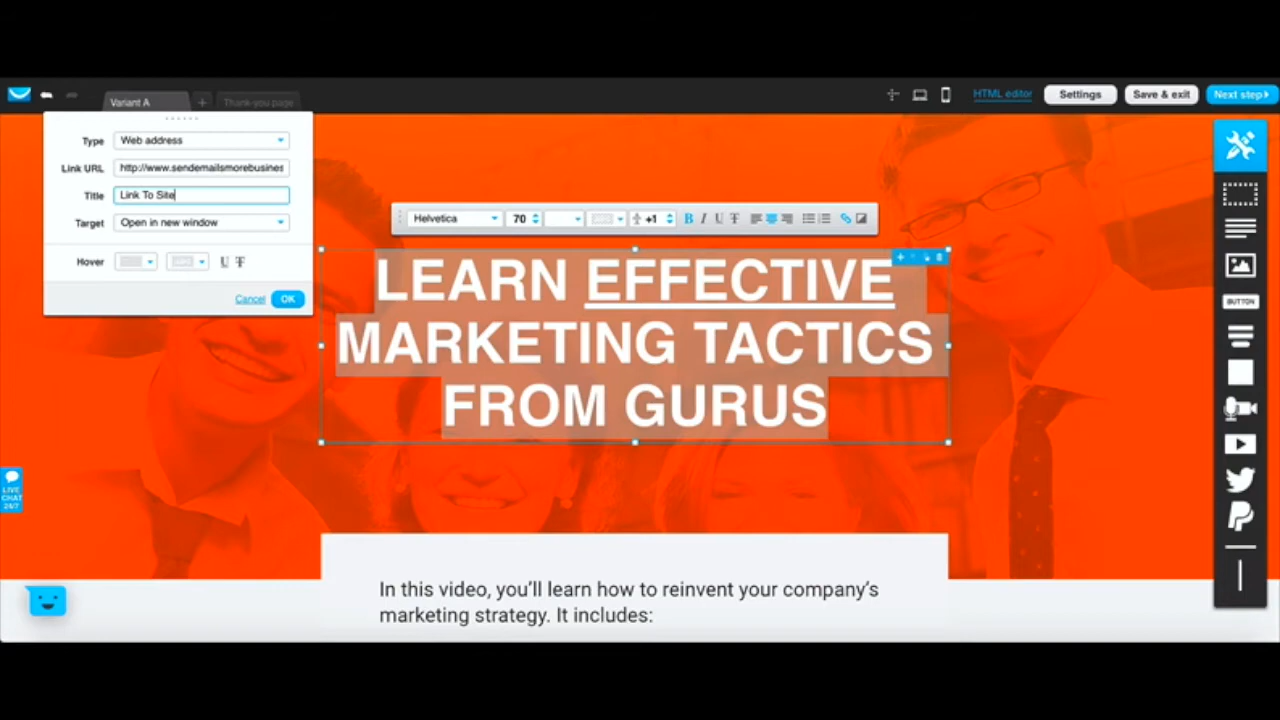 Variant A
+
Thank-you page
HTML editor
Settings
Save & exit
Next step
Type
Web address
Link URL
http://www.sendemailsmorebusines
Title
Link To Site
Target
Open in new window
Hover
Cancel
OK
Helvetica
70
+1
B I U T
LEARN EFFECTIVE
MARKETING TACTICS
FROM GURUS
BUTTON
LIVE
CHAT
24/7
In this video, you'll learn how to reinvent your company's
marketing strategy. It includes: